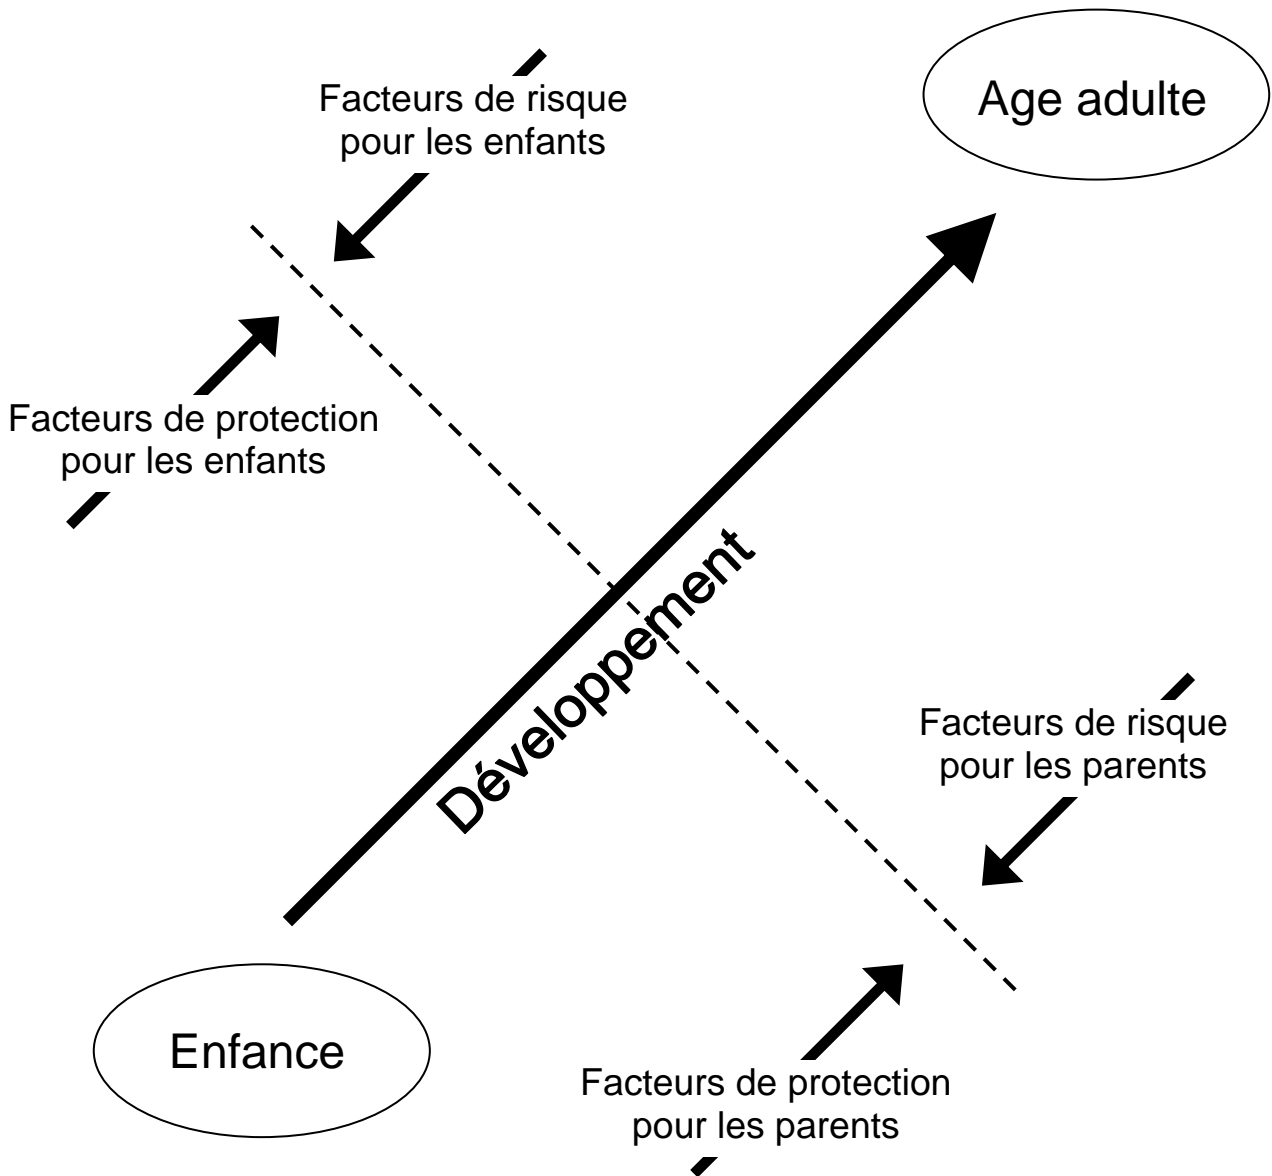 Age adulte
Facteurs de risque
pour les enfants
Facteurs de protection
pour les enfants
Développement
Facteurs de risque
pour les parents
Enfance
Facteurs de protection
pour les parents